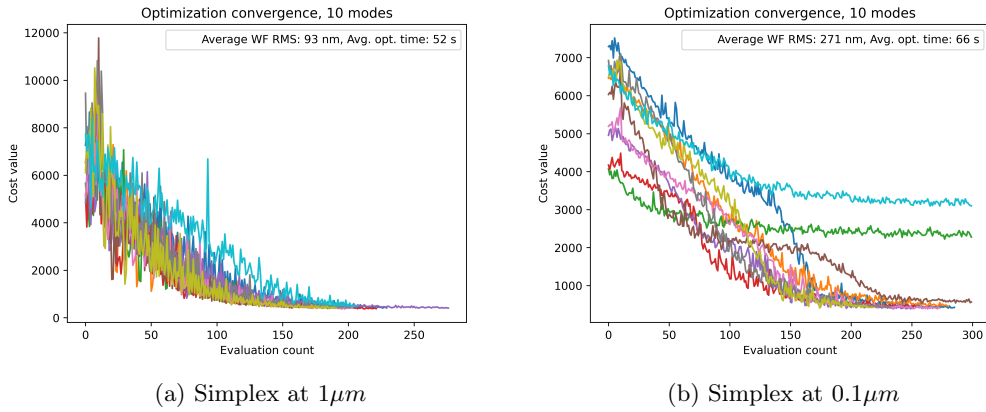 Optimization convergence, 10 modes
Average WF RMS: 93 nm, Avg. opt. time: 52 s
Cost value
12000
10000
8000
6000
4000
2000
0
0 50 100 150 200 250
Evaluation count
(a) Simplex at 1μm
Optimization convergence, 10 modes
Average WF RMS: 271 nm, Avg. opt. time: 66 s
Cost value
7000
6000
5000
4000
3000
2000
1000
0 50 100 150 200 250 300
Evaluation count
(b) Simplex at 0.1μm